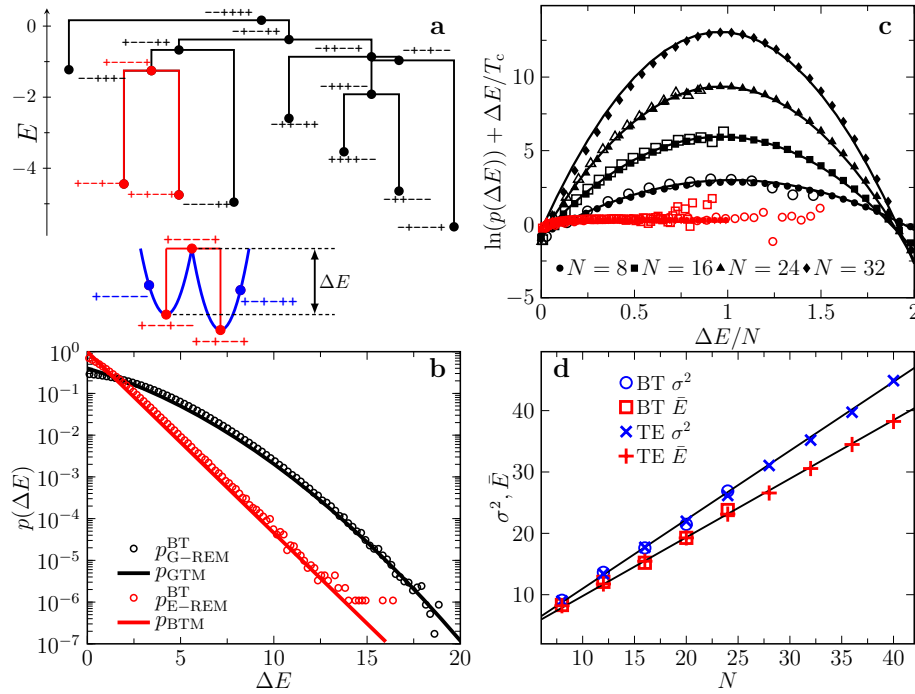 a
E
0
−2
−4
ΔE
b
p(ΔE)
10^0
10^-1
10^-2
10^-3
10^-4
10^-5
10^-6
10^-7
p^BT_G−REM
p_GTM
p^BT_E−REM
p_BTM
0 5 10 15 20
ΔE
c
ln(p(ΔE)) + ΔE/T_c
10
5
0
−5
N = 8 N = 16 N = 24 N = 32
0 0.5 1 1.5 2
ΔE/N
d
σ², Ē
40
30
20
10
BT σ²
BT Ē
TE σ²
TE Ē
10 15 20 25 30 35 40
N